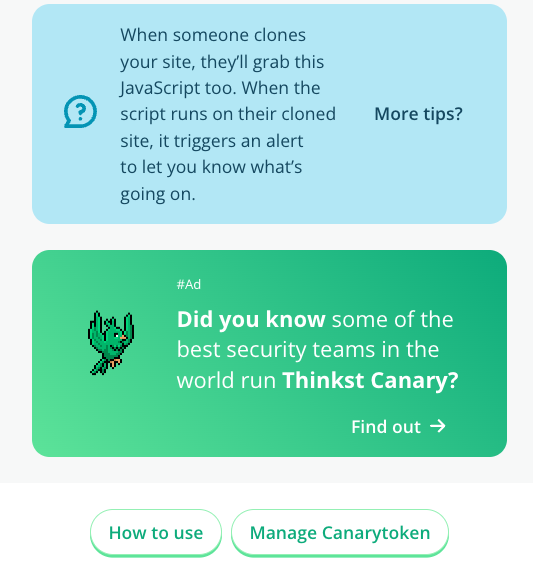 When someone clones
your site, they’ll grab this
JavaScript too. When the
script runs on their cloned
site, it triggers an alert
to let you know what’s
going on.
More tips?
#Ad
Did you know some of the
best security teams in the
world run Thinkst Canary?
Find out →
How to use
Manage Canarytoken